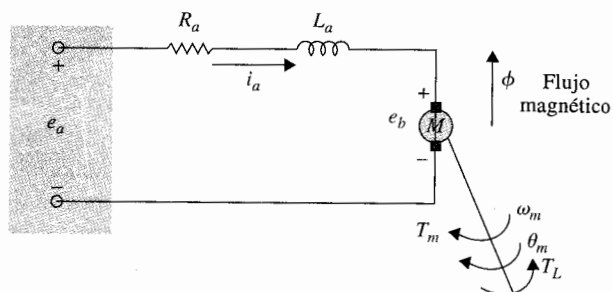 R_a
L_a
+
i_a
e_a
−
+
e_b
M
−
ϕ
Flujo
magnético
ω_m
T_m
θ_m
T_L